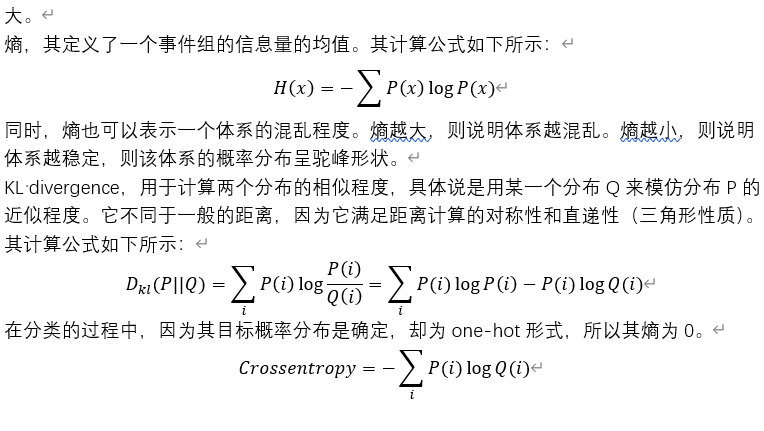 大。
熵，其定义了一个事件组的信息量的均值。其计算公式如下所示：
H(x) = −∑ P(x) log P(x)
同时，熵也可以表示一个体系的混乱程度。熵越大，则说明体系越混乱。熵越小，则说明
体系越稳定，则该体系的概率分布呈驼峰形状。
KL divergence，用于计算两个分布的相似程度，具体说是用某一个分布 Q 来模仿分布 P 的
近似程度。它不同于一般的距离，因为它满足距离计算的对称性和直递性（三角形性质）。
其计算公式如下所示：
D_{kl}(P||Q) = ∑_i P(i) log P(i)/Q(i) = ∑_i P(i) log P(i) − P(i) log Q(i)
在分类的过程中，因为其目标概率分布是确定，却为 one-hot 形式，所以其熵为 0。
Crossentropy = −∑_i P(i) log Q(i)